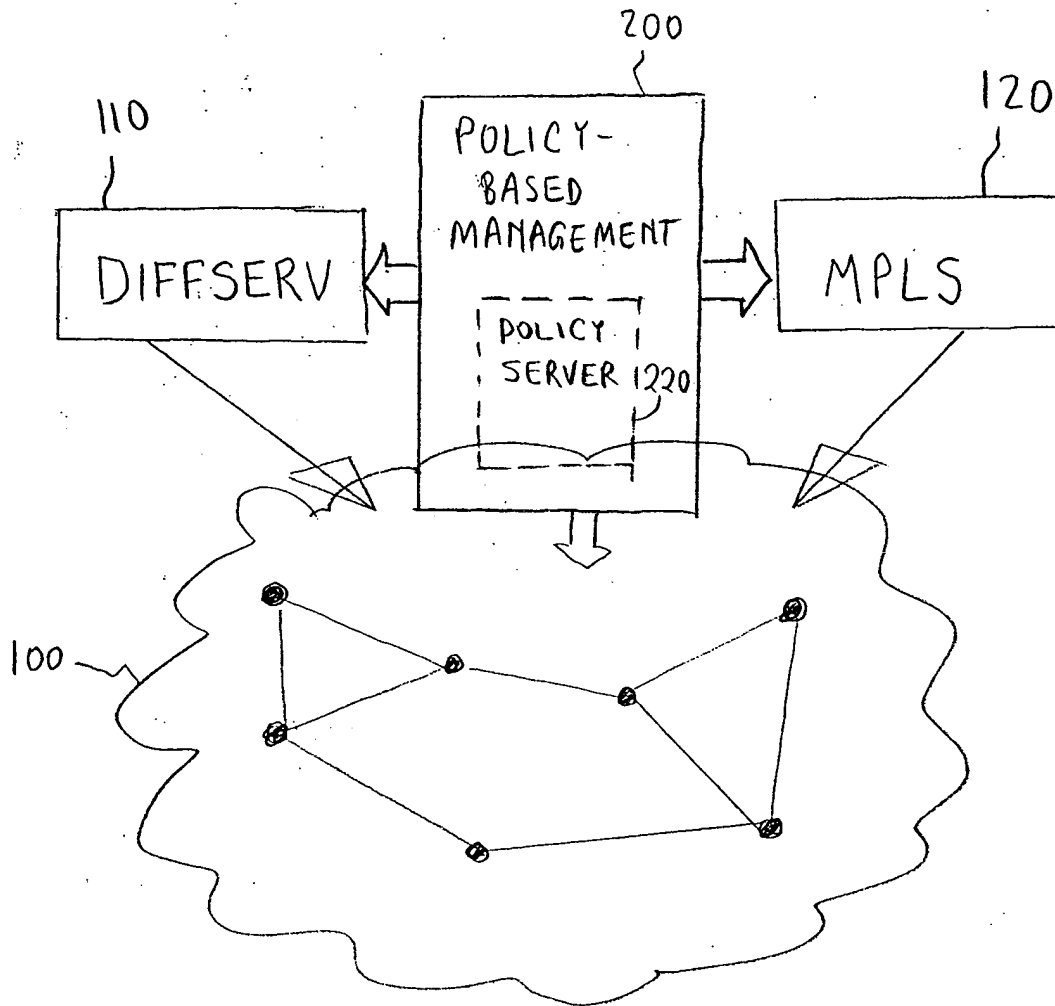 200
110
120
POLICY-
BASED
MANAGEMENT
DIFFSERV
MPLS
POLICY
SERVER 1220
100